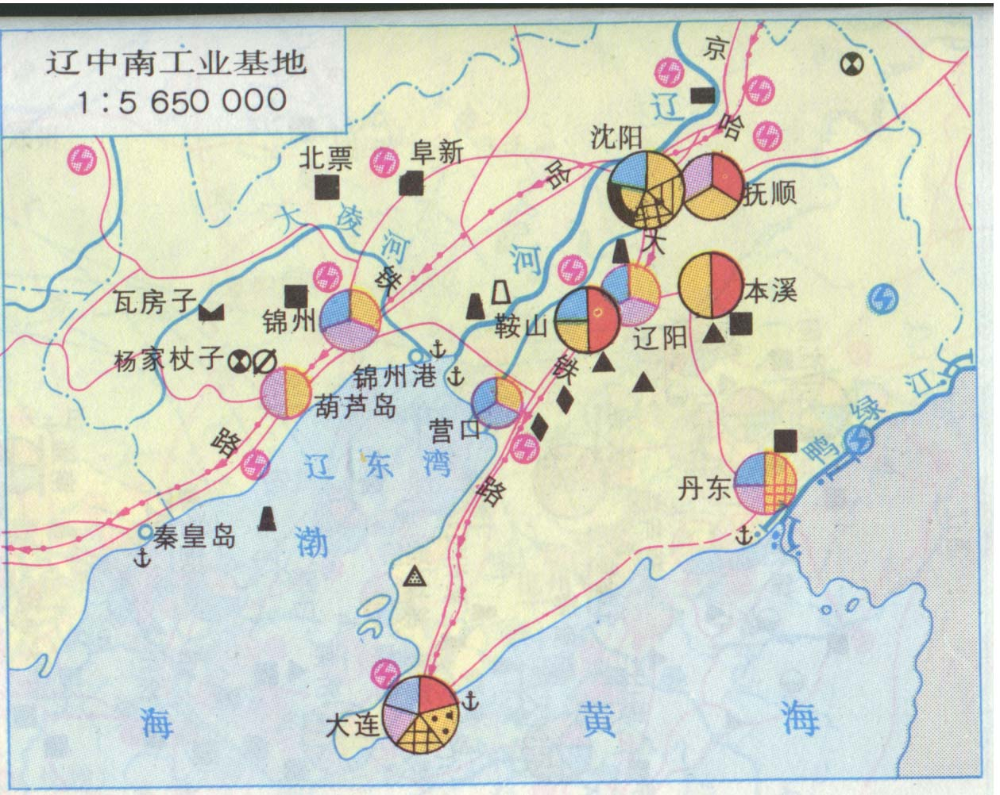 辽中南工业基地
1:5 650 000
京
辽
哈
沈阳
北票
阜新
哈
抚顺
大凌河
河
大
铁
瓦房子
锦州
鞍山
辽阳
本溪
杨家杖子
锦州港
铁
葫芦岛
营口
路
辽东湾
鸭绿江
路
丹东
秦皇岛
渤
大连
海
黄
海